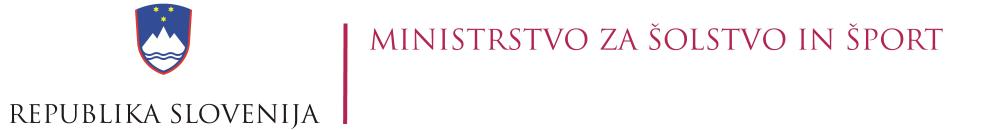 MINISTRSTVO ZA ŠOLSTVO IN ŠPORT
REPUBLIKA SLOVENIJA